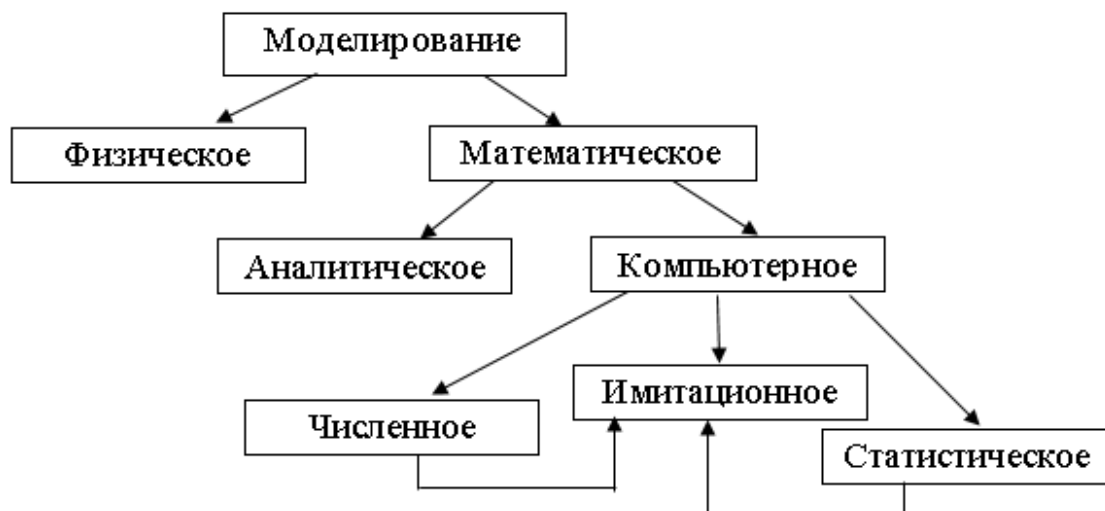 Моделирование
Физическое
Математическое
Аналитическое
Компьютерное
Имитационное
Численное
Статистическое